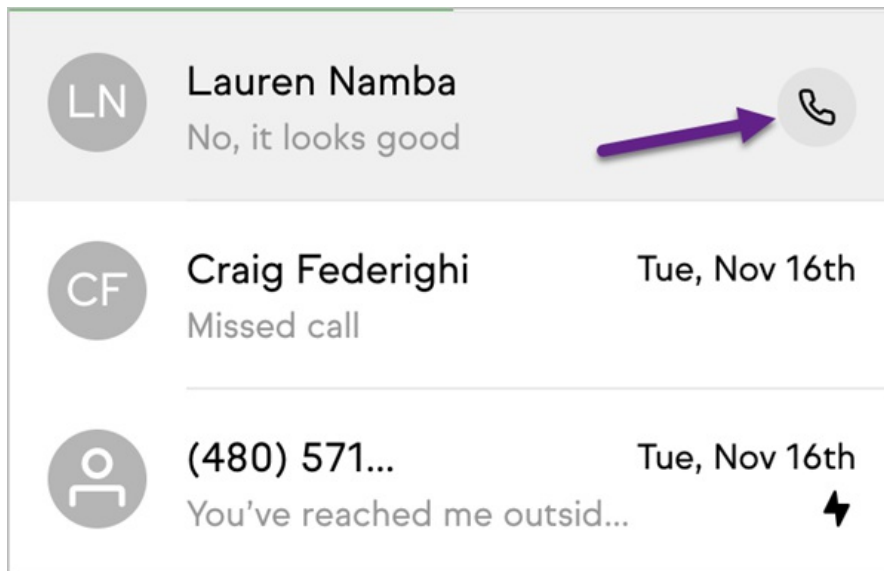 LN
Lauren Namba
No, it looks good
CF
Craig Federighi
Tue, Nov 16th
Missed call
(480) 571...
Tue, Nov 16th
You've reached me outsid...